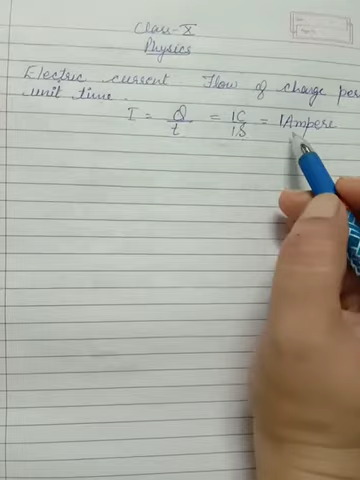 Class-X
Physics
Electric current Flow of charge per
unit time.
I = Q/t = 1C/1S = 1Ampere